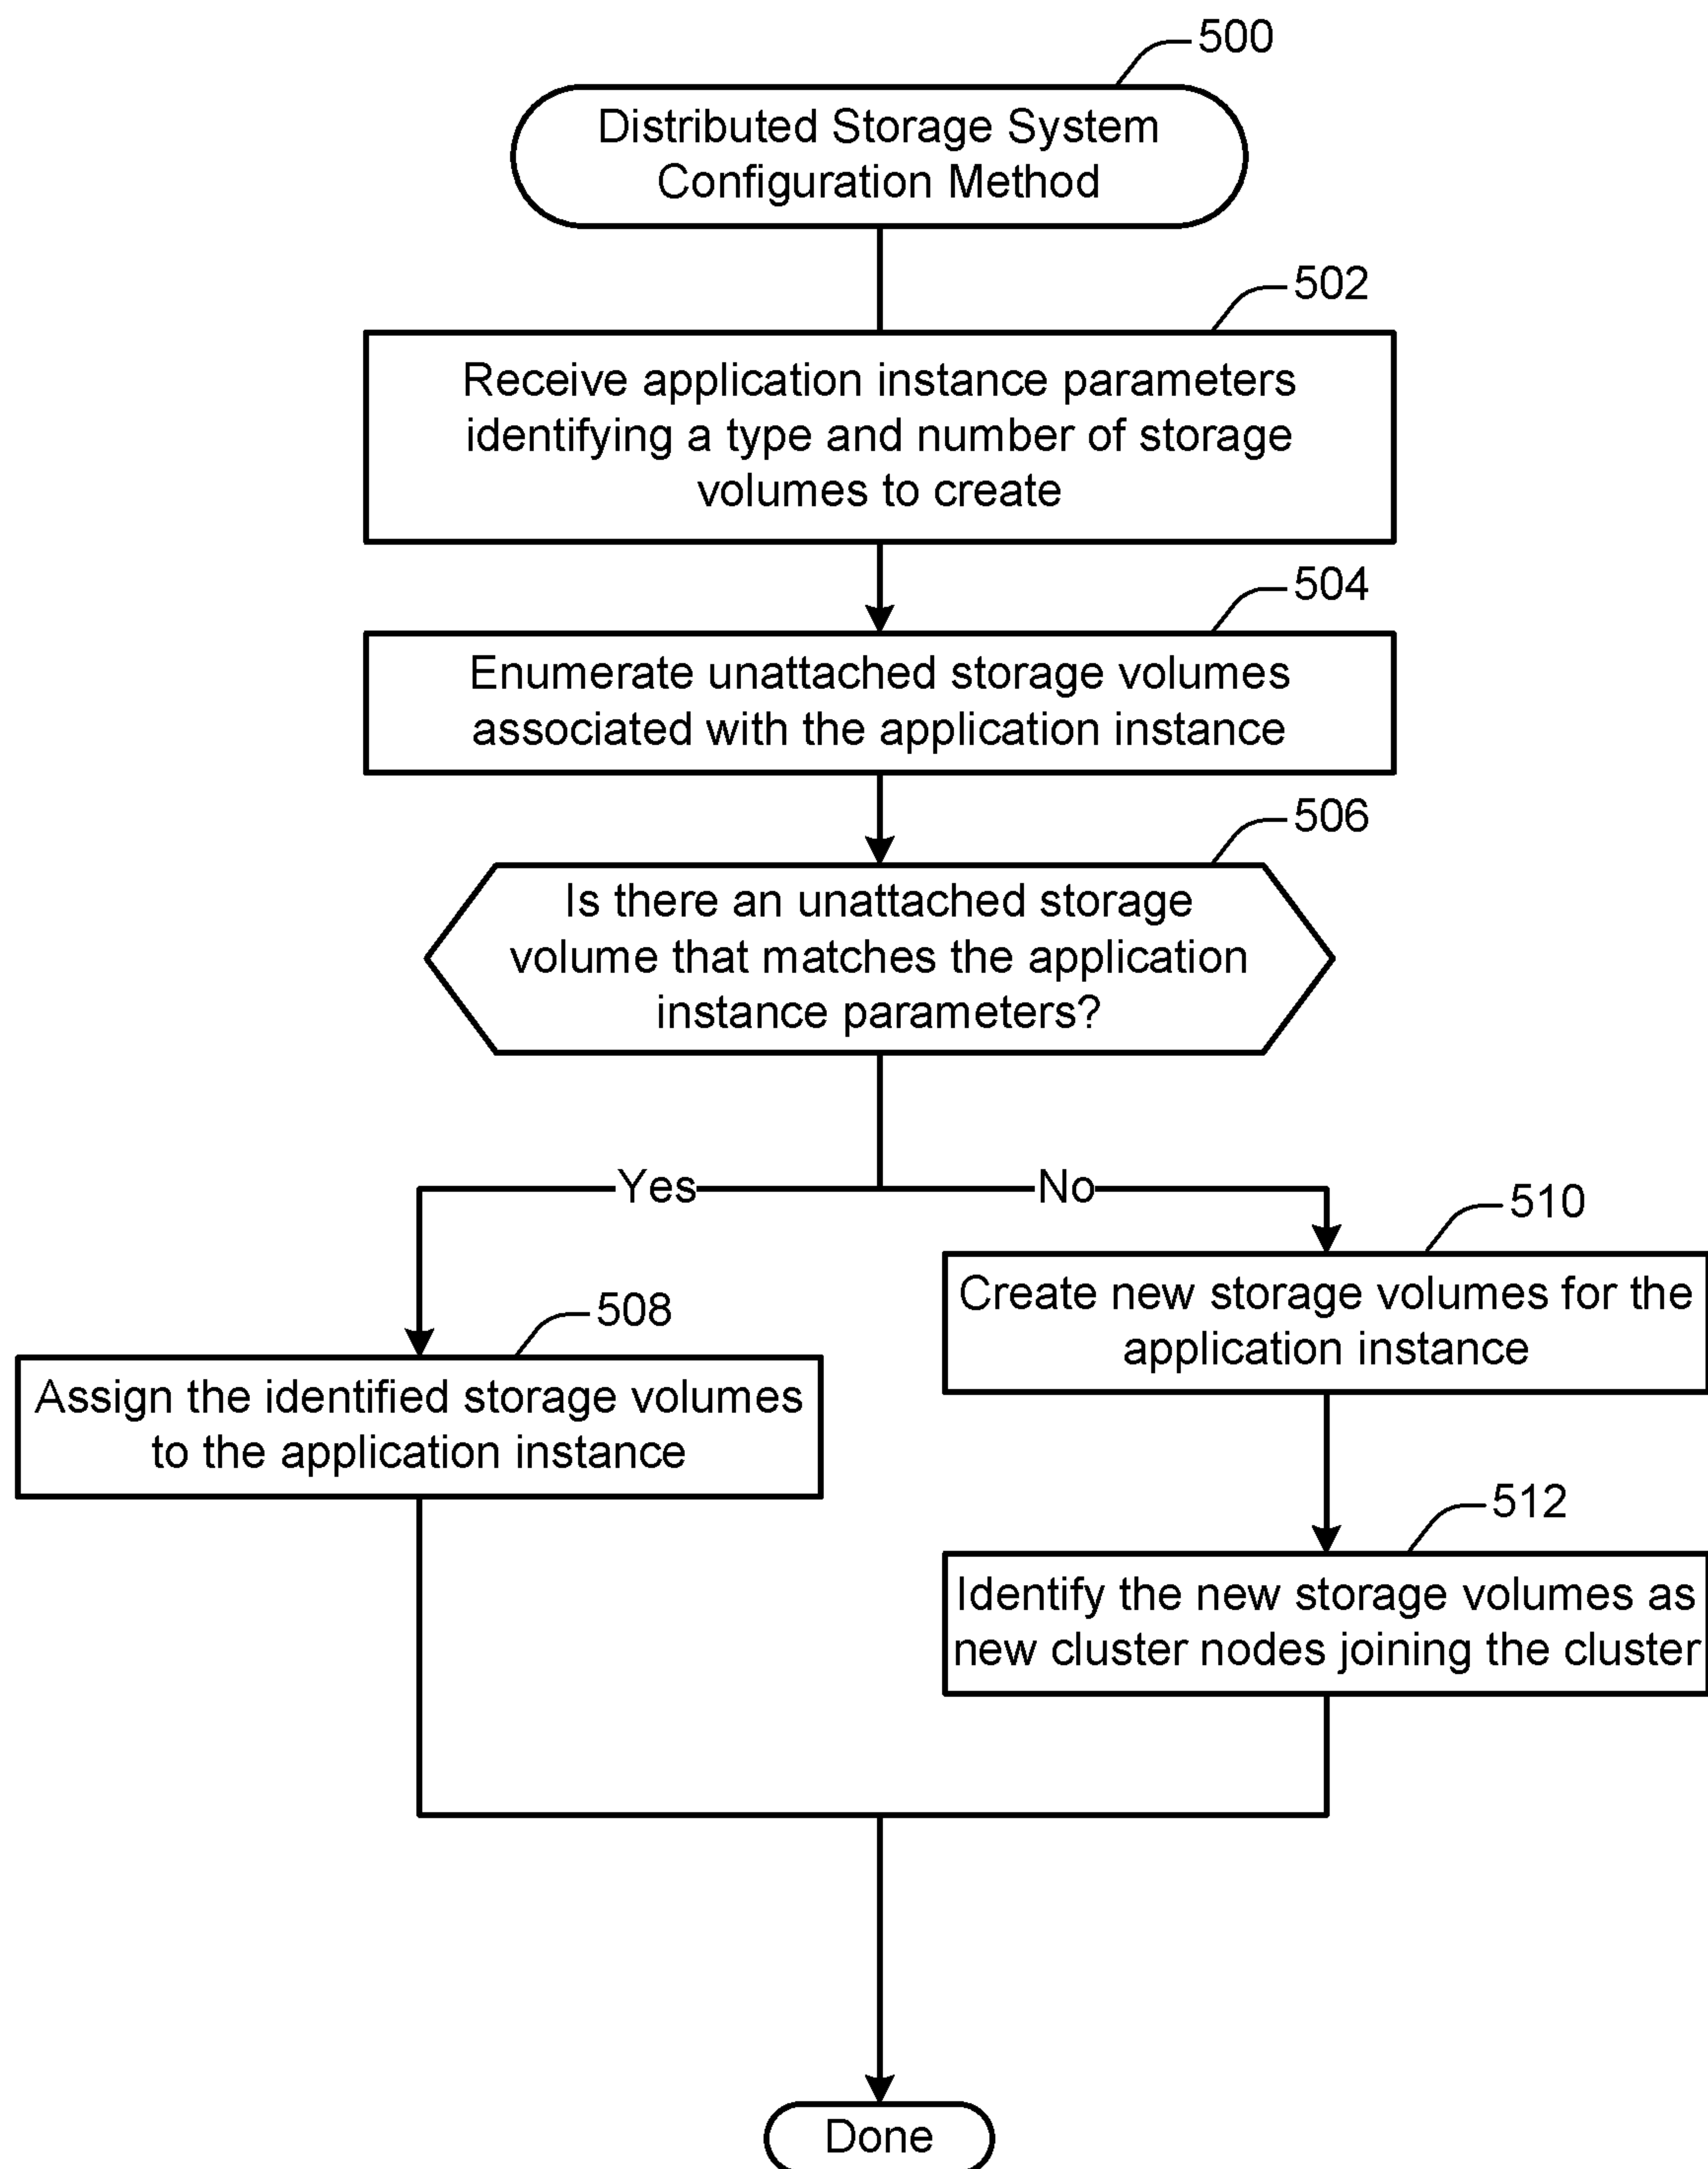 500
Distributed Storage System
Configuration Method
502
Receive application instance parameters
identifying a type and number of storage
volumes to create
504
Enumerate unattached storage volumes
associated with the application instance
506
Is there an unattached storage
volume that matches the application
instance parameters?
Yes
No
510
Create new storage volumes for the
application instance
508
Assign the identified storage volumes
to the application instance
512
Identify the new storage volumes as
new cluster nodes joining the cluster
Done